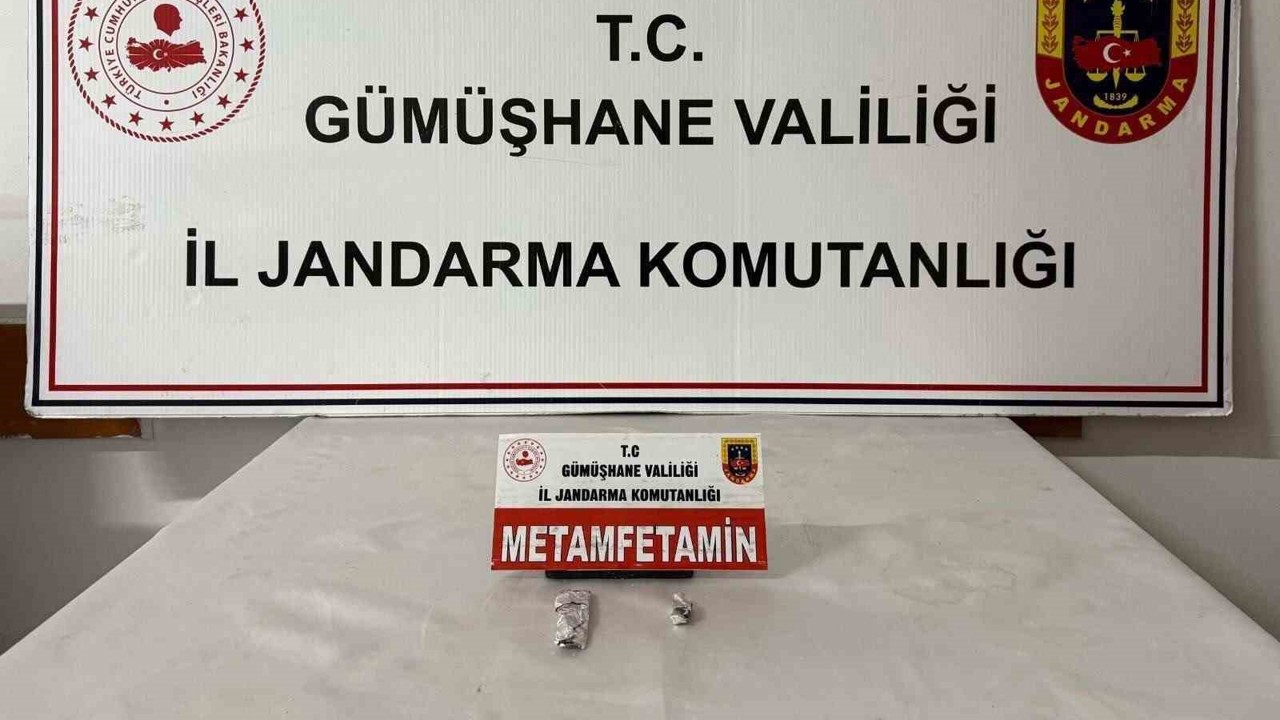 T.C.
GÜMÜŞHANE VALİLİĞİ
İL JANDARMA KOMUTANLIĞI
JANDARMA
1839
T.C
GÜMÜŞHANE VALİLİĞİ
İL JANDARMA KOMUTANLIĞI
METAMFETAMİN